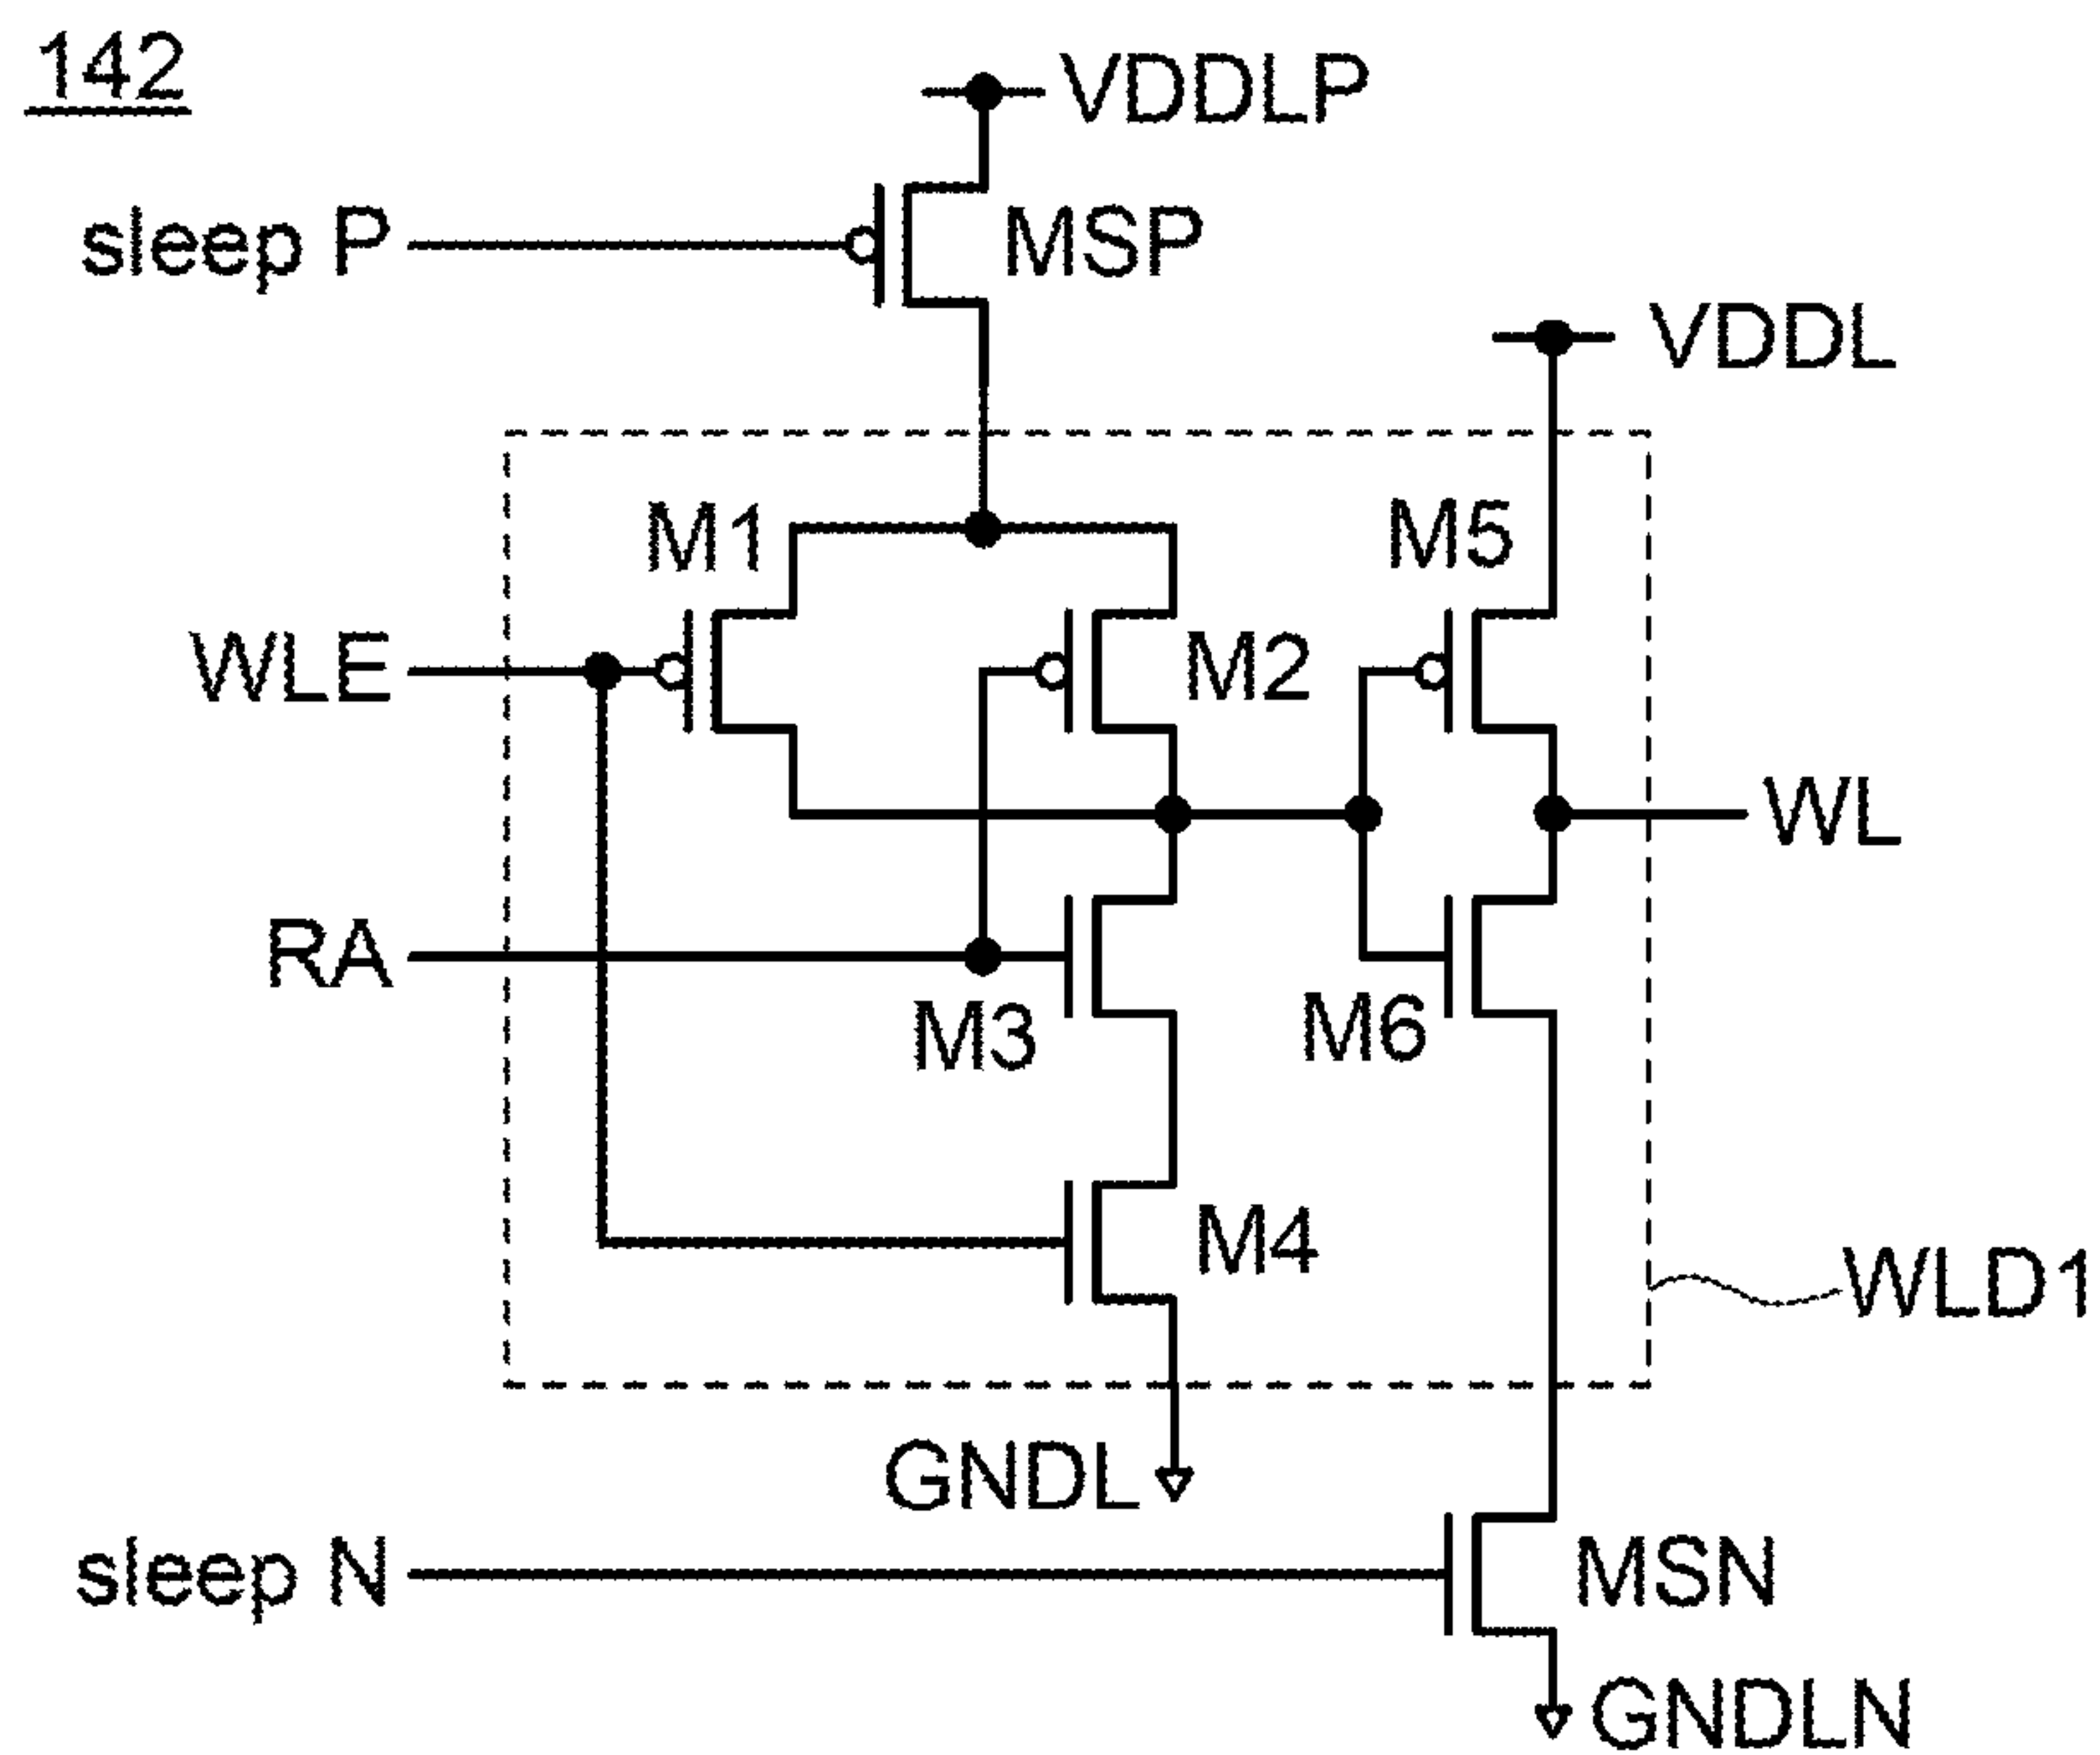 142
VDDLP
sleep P
MSP
VDDL
M1
M5
WLE
M2
WL
RA
M3
M6
M4
WLD1
GNDL
sleep N
MSN
GNDLN